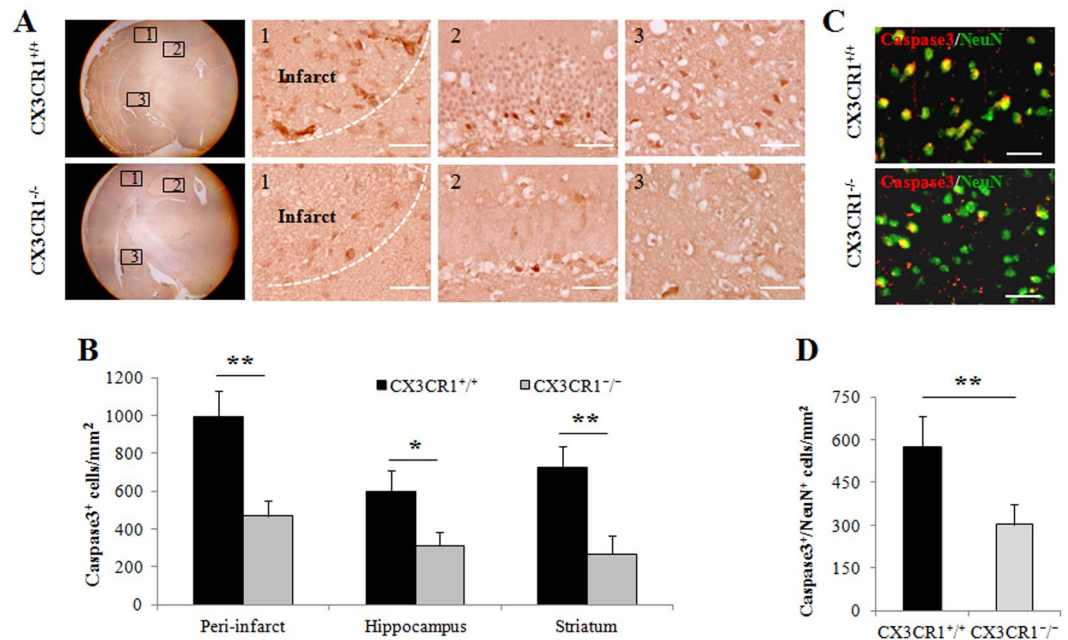 A
CX3CR1+/+
1
2
3
1
Infarct
2
3
CX3CR1-/-
1
2
3
1
Infarct
2
3
C
CX3CR1+/+
Caspase3/NeuN
CX3CR1-/-
Caspase3/NeuN
B
Caspase3+ cells/mm²
1200
1000
800
600
400
200
0
CX3CR1+/+
CX3CR1−/−
**
*
**
Peri-infarct
Hippocampus
Striatum
D
Caspase3+/NeuN+ cells/mm²
750
600
450
300
150
0
**
CX3CR1+/+
CX3CR1−/−